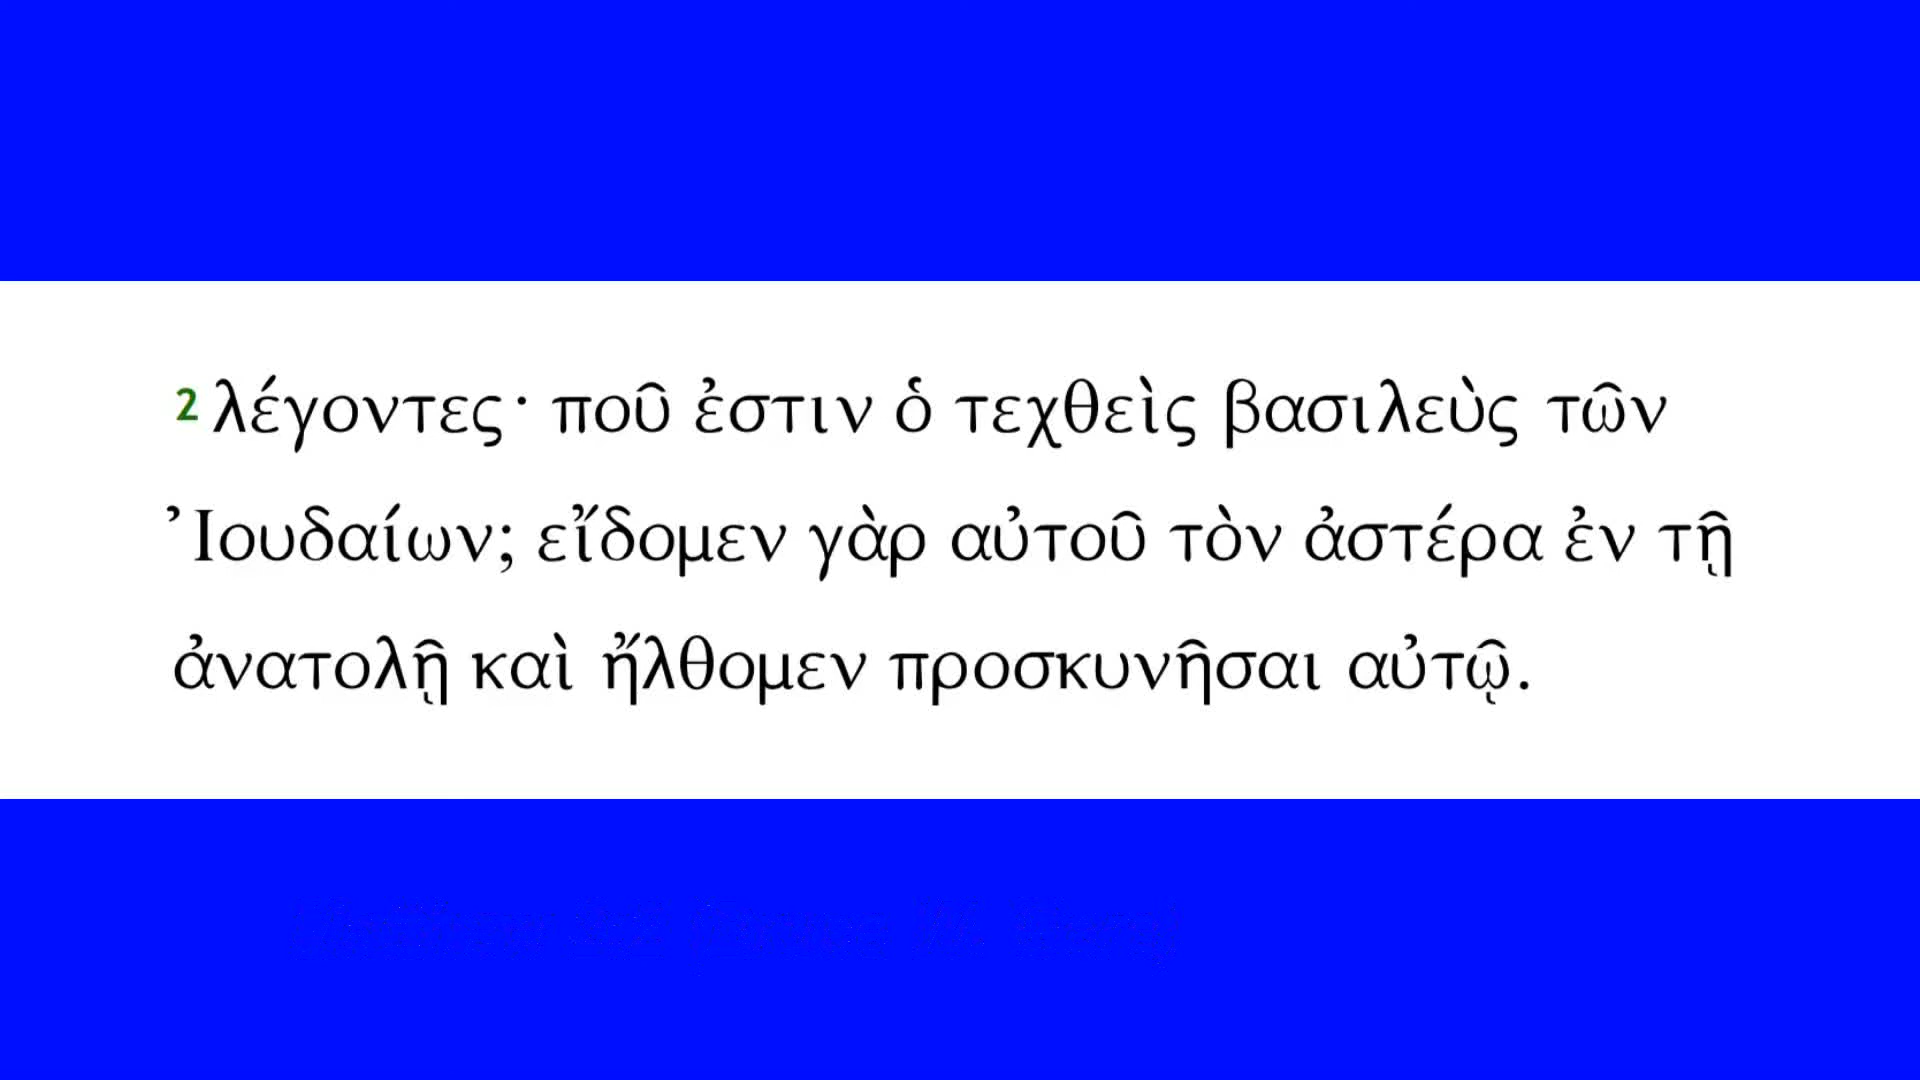 2 λέγοντες· ποῦ ἐστιν ὁ τεχθεὶς βασιλεὺς τῶν
Ἰουδαίων; εἴδομεν γὰρ αὐτοῦ τὸν ἀστέρα ἐν τῇ
ἀνατολῇ καὶ ἤλθομεν προσκυνῆσαι αὐτῷ.